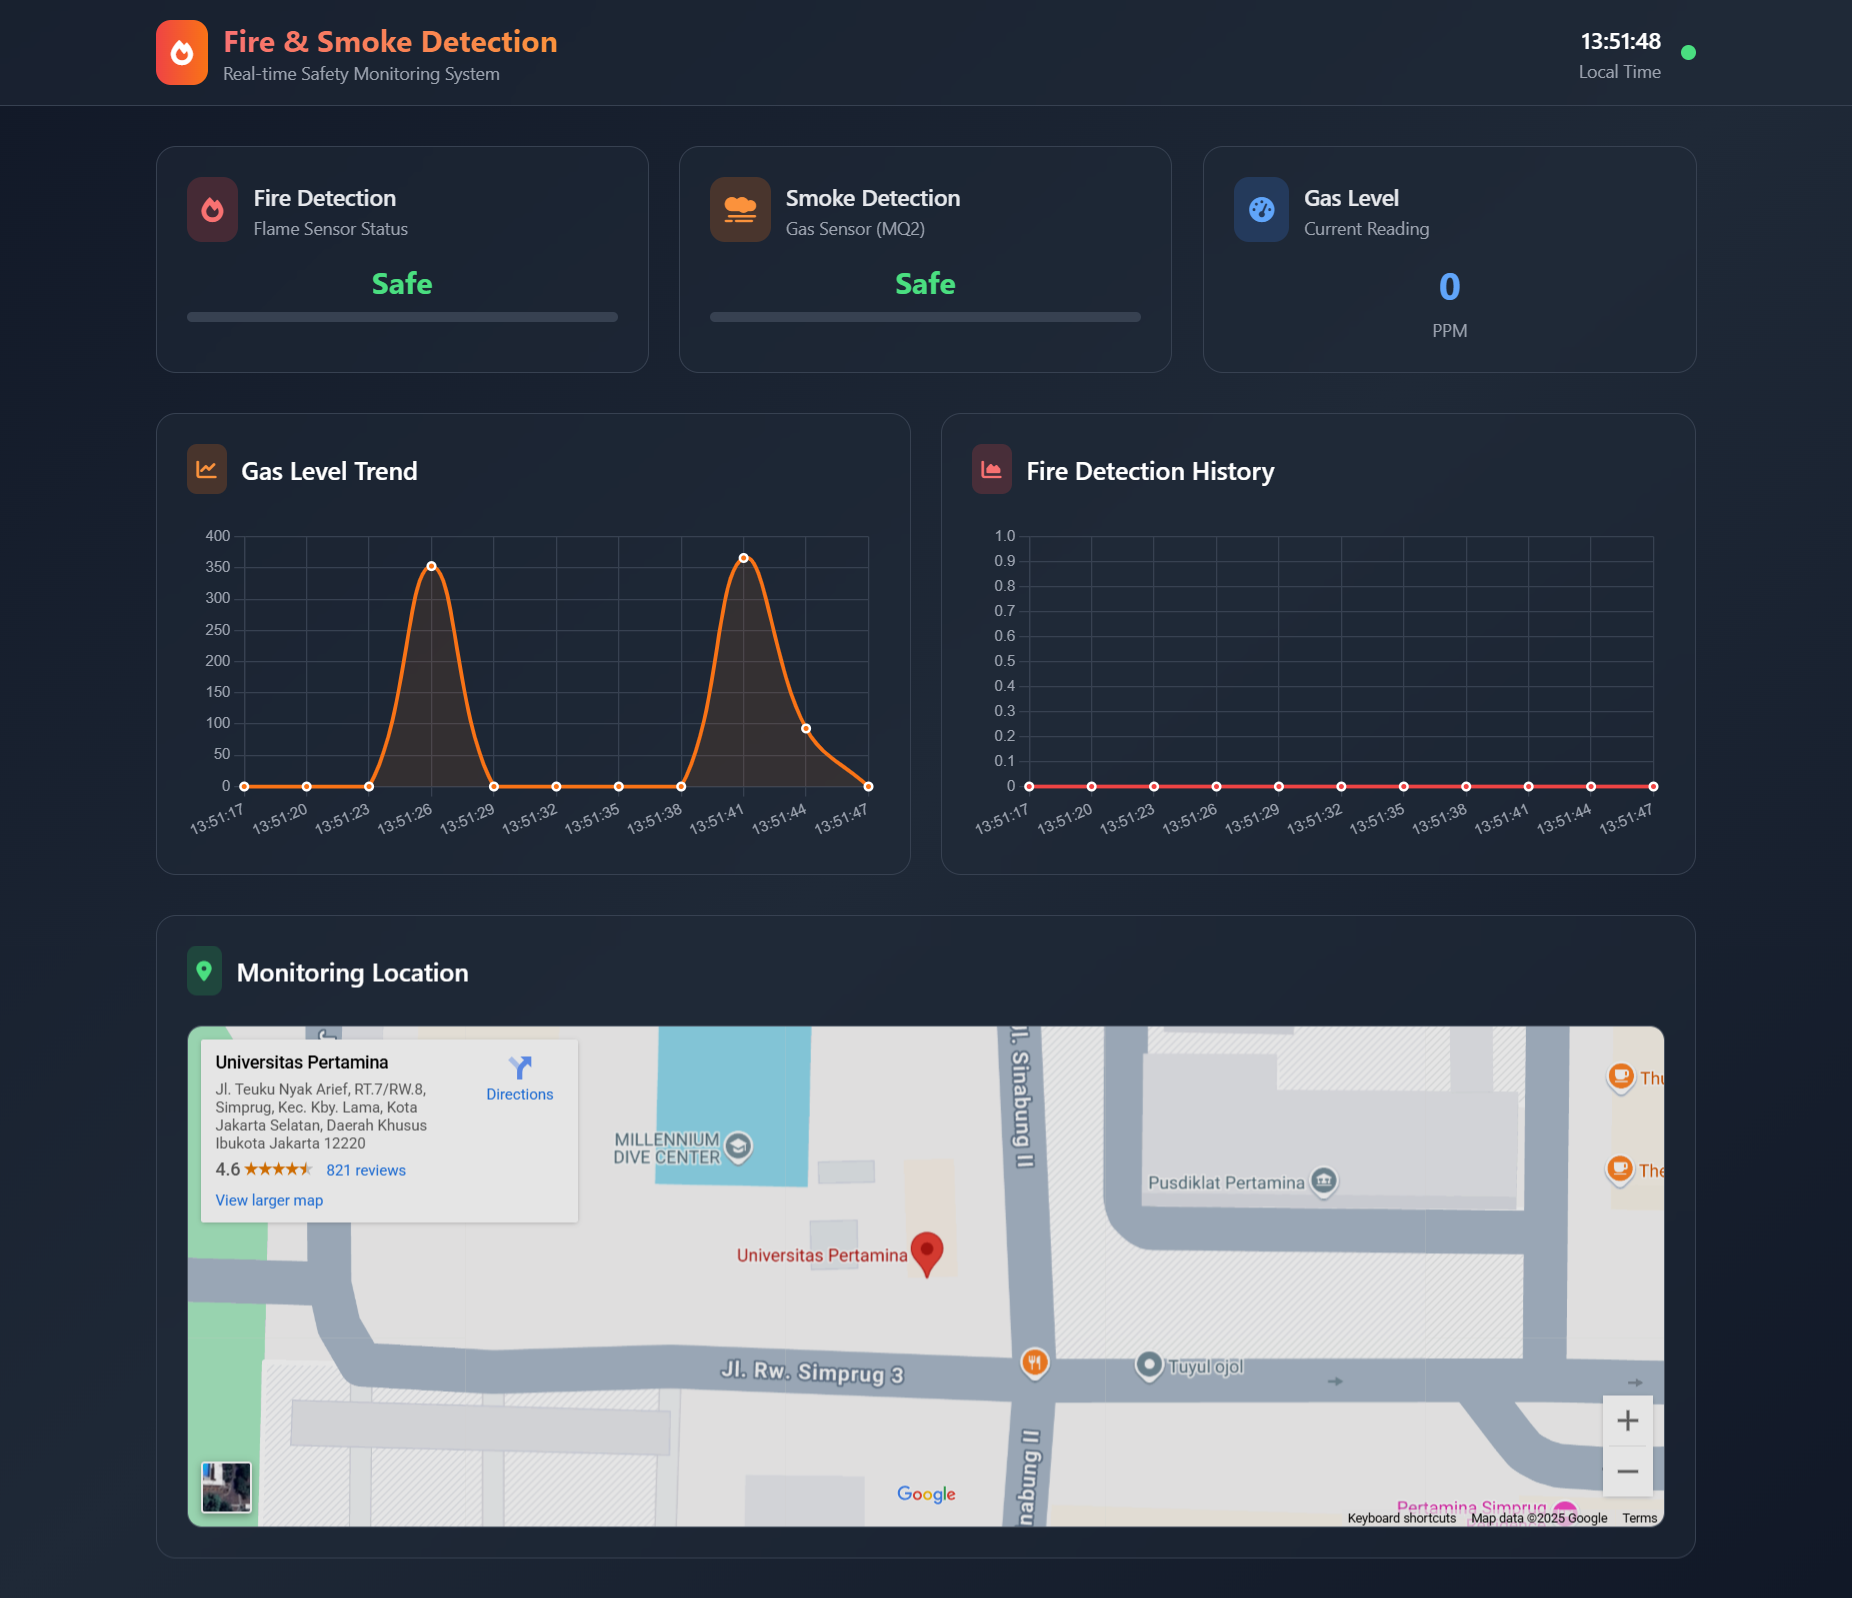 Fire & Smoke Detection
Real-time Safety Monitoring System
13:51:48
Local Time
Fire Detection
Flame Sensor Status
Safe
Smoke Detection
Gas Sensor (MQ2)
Safe
Gas Level
Current Reading
0
PPM
Gas Level Trend
400
350
300
250
200
150
100
50
0
13:51:17
13:51:20
13:51:23
13:51:26
13:51:29
13:51:32
13:51:35
13:51:38
13:51:41
13:51:44
13:51:47
Fire Detection History
1.0
0.9
0.8
0.7
0.6
0.5
0.4
0.3
0.2
0.1
0
13:51:17
13:51:20
13:51:23
13:51:26
13:51:29
13:51:32
13:51:35
13:51:38
13:51:41
13:51:44
13:51:47
Monitoring Location
Universitas Pertamina
Jl. Teuku Nyak Arief, RT.7/RW.8,
Simprug, Kec. Kby. Lama, Kota
Jakarta Selatan, Daerah Khusus
Ibukota Jakarta 12220
4.6
821 reviews
View larger map
Directions
MILLENNIUM
DIVE CENTER
Jl. Sinabung II
Pusdiklat Pertamina
Universitas Pertamina
Jl. Rw. Simprug 3
Tuyul ojol
nabung II
Google
Pertamina Simprug
Keyboard shortcuts
Map data ©2025 Google
Terms